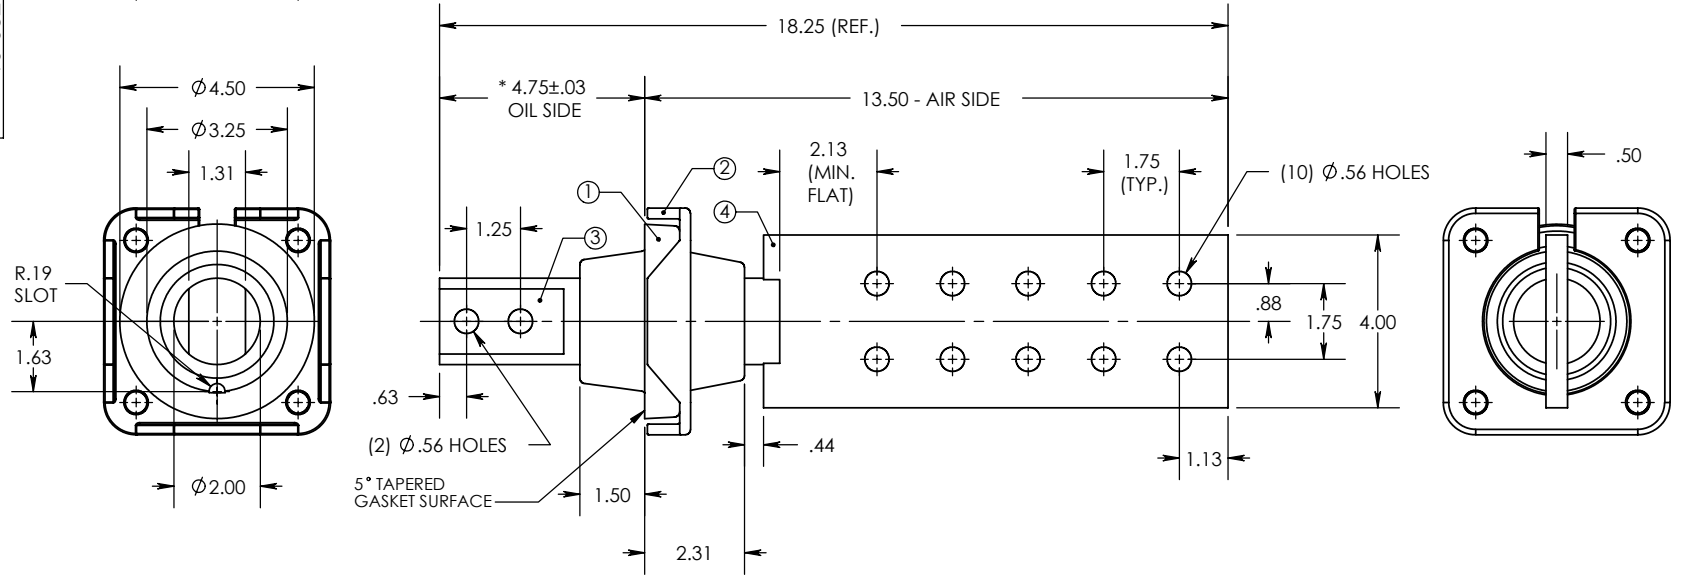 18.25 (REF.)
Ø4.50
* 4.75±.03
OIL SIDE
13.50 - AIR SIDE
Ø3.25
1.31
2.13
(MIN.
FLAT)
1.75
(TYP.)
(10) Ø.56 HOLES
.50
1
2
3
4
1.25
R.19
SLOT
1.63
.88
1.75
4.00
.63
(2) Ø.56 HOLES
.44
1.13
5° TAPERED
GASKET SURFACE
Ø2.00
1.50
2.31